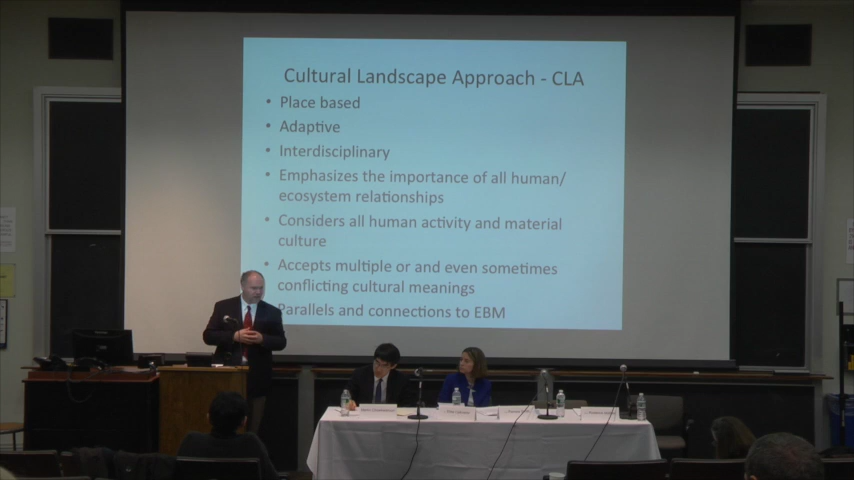 Cultural Landscape Approach - CLA
• Place based
• Adaptive
• Interdisciplinary
• Emphasizes the importance of all human/
ecosystem relationships
• Considers all human activity and material
culture
• Accepts multiple or and even sometimes
conflicting cultural meanings
Parallels and connections to EBM